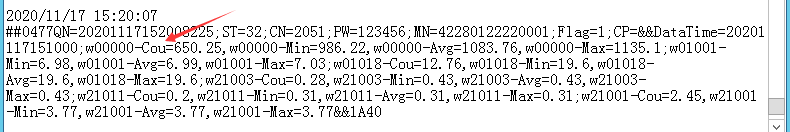 2020/11/17 15:20:07
##0477QN=20201117152008225;ST=32;CN=2051;PW=123456;MN=42280122220001;Flag=1;CP=&&DataTime=20201
117151000;w00000-Cou=650.25,w00000-Min=986.22,w00000-Avg=1083.76,w00000-Max=1135.1;w01001-
Min=6.98,w01001-Avg=6.99,w01001-Max=7.03;w01018-Cou=12.76,w01018-Min=19.6,w01018-
Avg=19.6,w01018-Max=19.6;w21003-Cou=0.28,w21003-Min=0.43,w21003-Avg=0.43,w21003-
Max=0.43;w21011-Cou=0.2,w21011-Min=0.31,w21011-Avg=0.31,w21011-Max=0.31;w21001-Cou=2.45,w21001
-Min=3.77,w21001-Avg=3.77,w21001-Max=3.77&&1A40